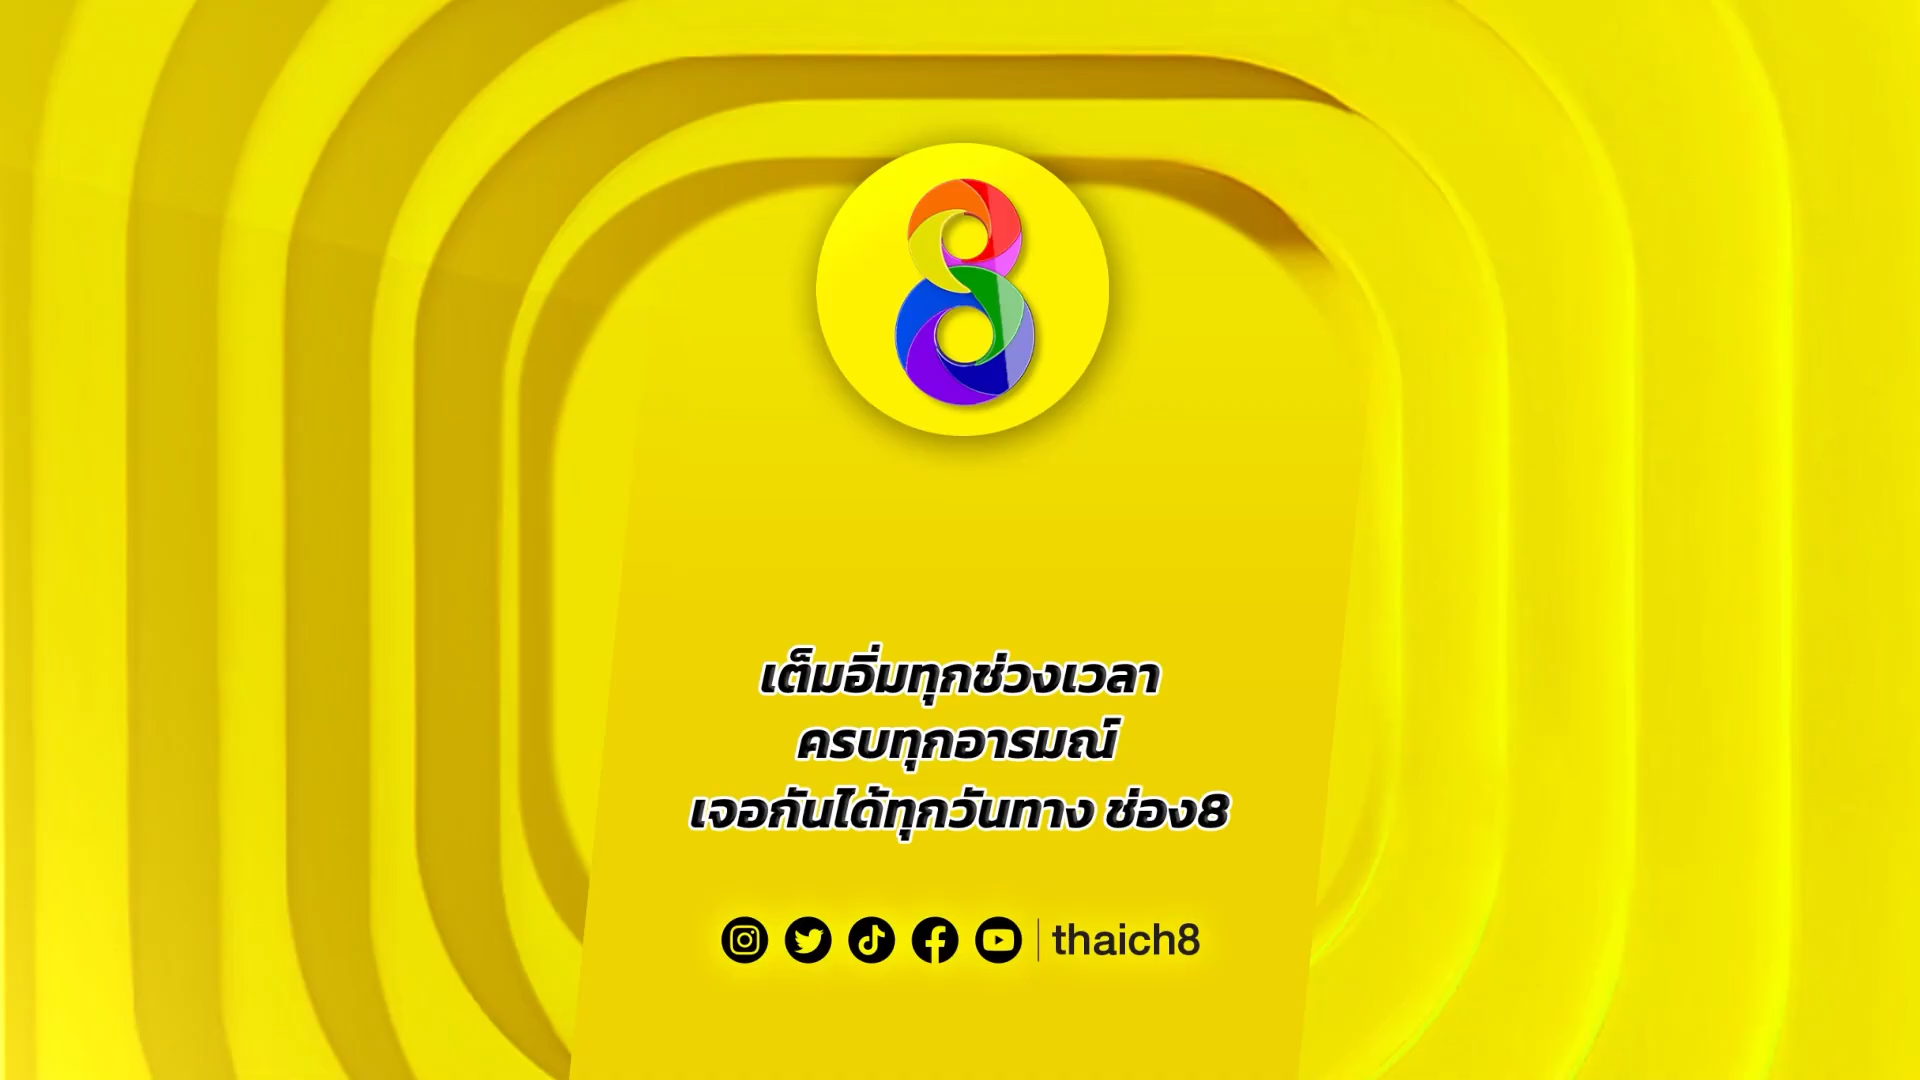 8
เต็มอิ่มทุกช่วงเวลา
ครบทุกอารมณ์
เจอกันได้ทุกวันทาง ช่อง8
thaich8